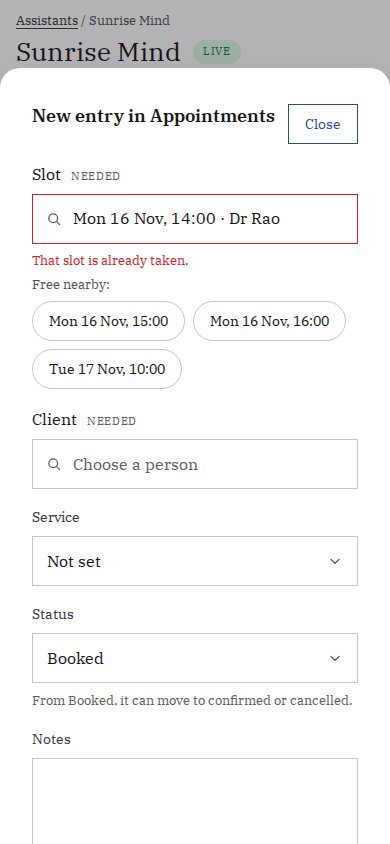 Assistants / Sunrise Mind
Sunrise Mind LIVE
New entry in Appointments
Close
Slot NEEDED
Mon 16 Nov, 14:00 · Dr Rao
That slot is already taken.
Free nearby:
Mon 16 Nov, 15:00
Mon 16 Nov, 16:00
Tue 17 Nov, 10:00
Client NEEDED
Choose a person
Service
Not set
Status
Booked
From Booked, it can move to confirmed or cancelled.
Notes